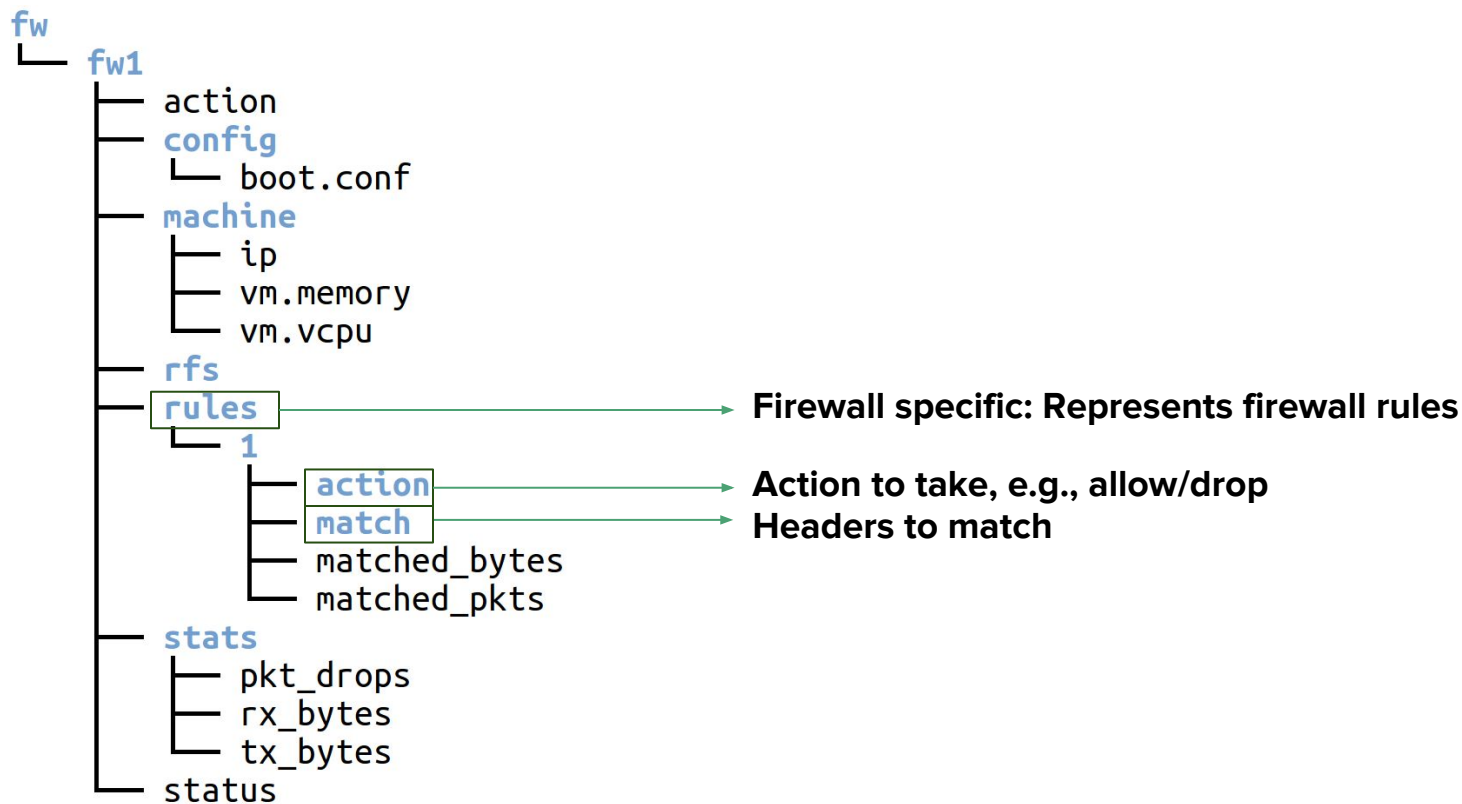 fw
fw1
action
config
boot.conf
machine
ip
vm.memory
vm.vcpu
rfs
rules Firewall specific: Represents firewall rules
1
action Action to take, e.g., allow/drop
match Headers to match
matched_bytes
matched_pkts
stats
pkt_drops
rx_bytes
tx_bytes
status